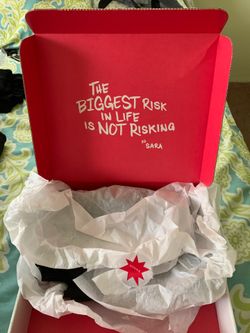 THE
BIGGEST RISK
IN LIFE
IS NOT RISKING
XO
SARA